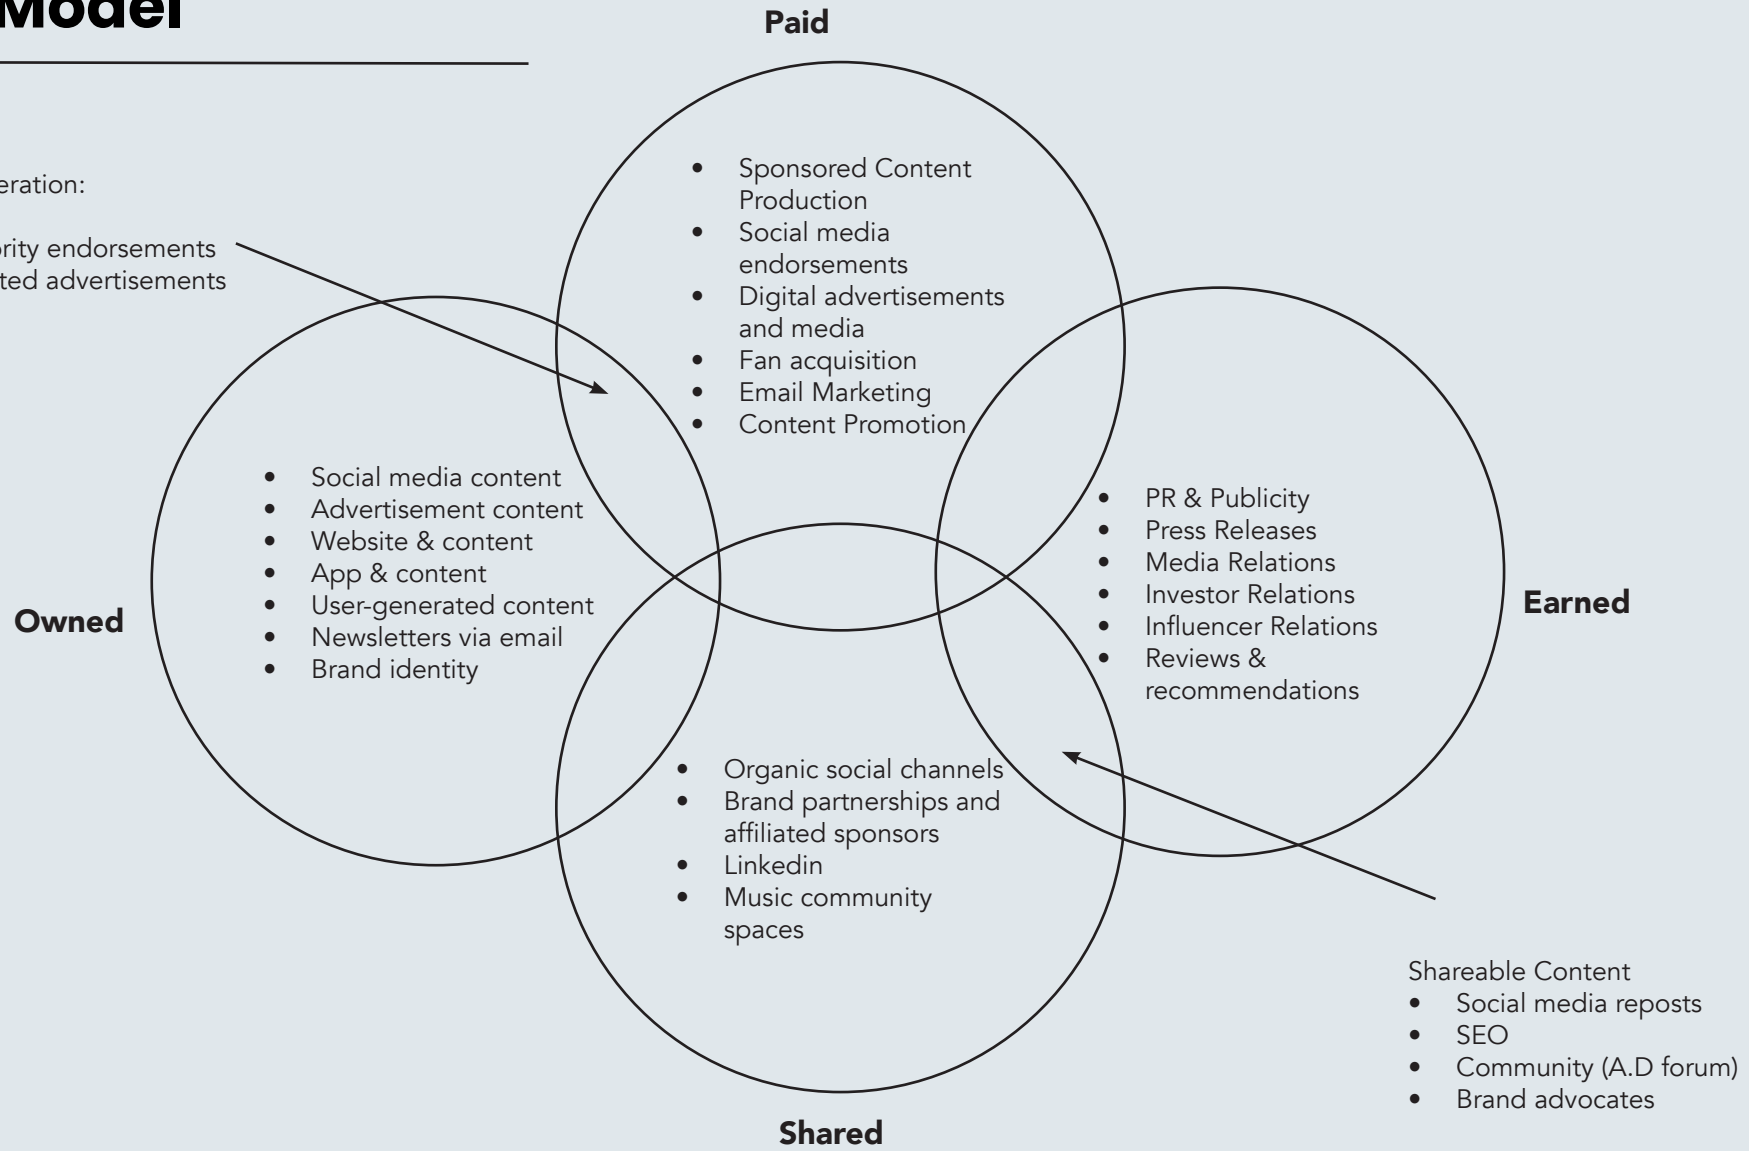 Model
Paid
eration:
rity endorsements
ted advertisements
• Sponsored Content
Production
• Social media
endorsements
• Digital advertisements
and media
• Fan acquisition
• Email Marketing
• Content Promotion
Owned
• Social media content
• Advertisement content
• Website & content
• App & content
• User-generated content
• Newsletters via email
• Brand identity
• PR & Publicity
• Press Releases
• Media Relations
• Investor Relations
• Influencer Relations
• Reviews &
recommendations
Earned
• Organic social channels
• Brand partnerships and
affiliated sponsors
• Linkedin
• Music community
spaces
Shared
Shareable Content
• Social media reposts
• SEO
• Community (A.D forum)
• Brand advocates